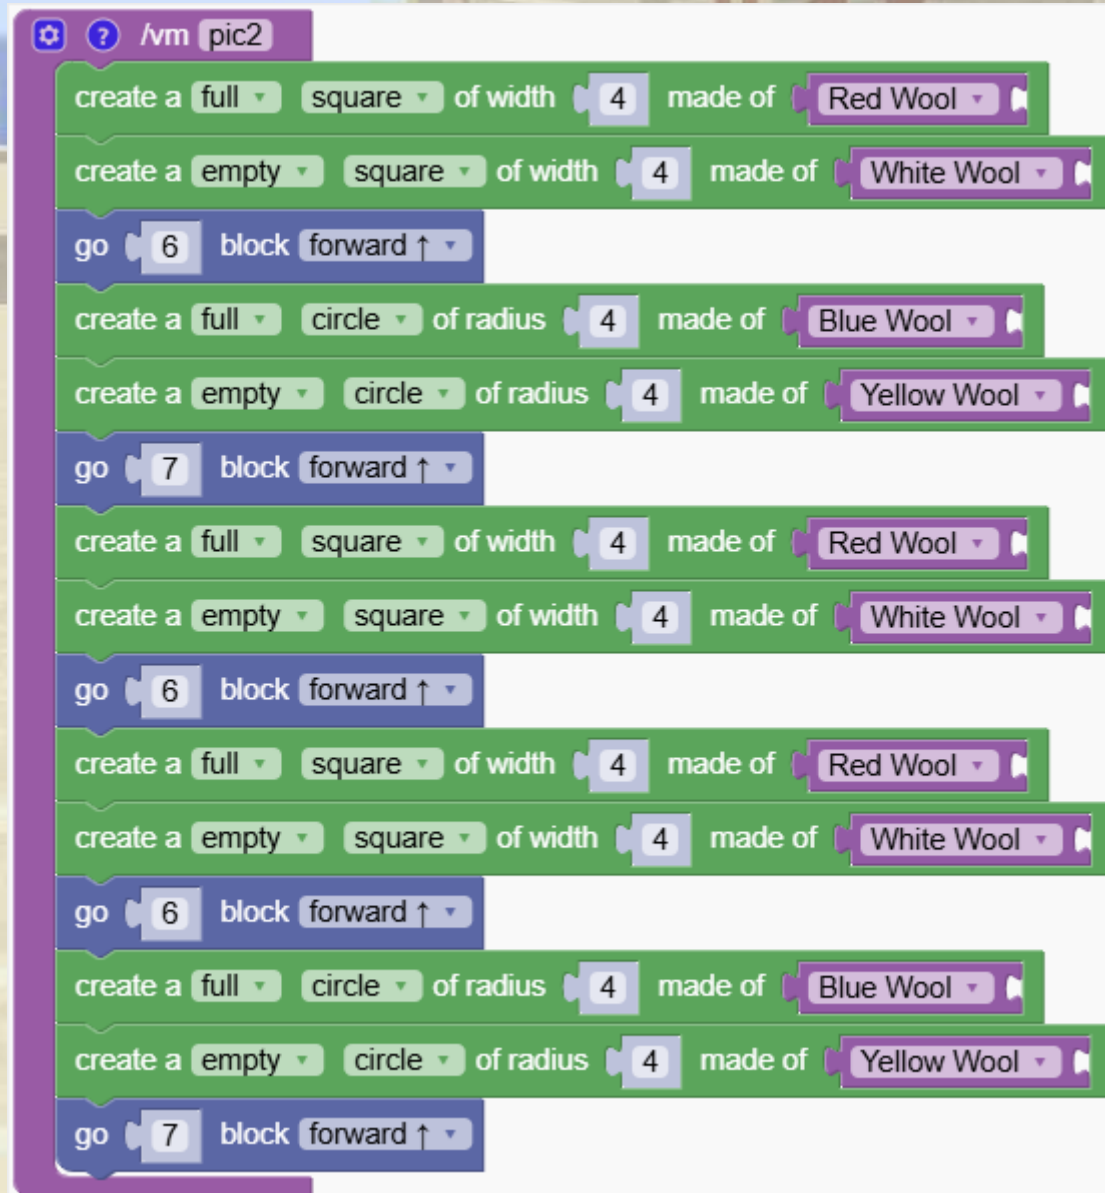 /vm pic2
create a full square of width 4 made of Red Wool
create a empty square of width 4 made of White Wool
go 6 block forward ↑
create a full circle of radius 4 made of Blue Wool
create a empty circle of radius 4 made of Yellow Wool
go 7 block forward ↑
create a full square of width 4 made of Red Wool
create a empty square of width 4 made of White Wool
go 6 block forward ↑
create a full square of width 4 made of Red Wool
create a empty square of width 4 made of White Wool
go 6 block forward ↑
create a full circle of radius 4 made of Blue Wool
create a empty circle of radius 4 made of Yellow Wool
go 7 block forward ↑